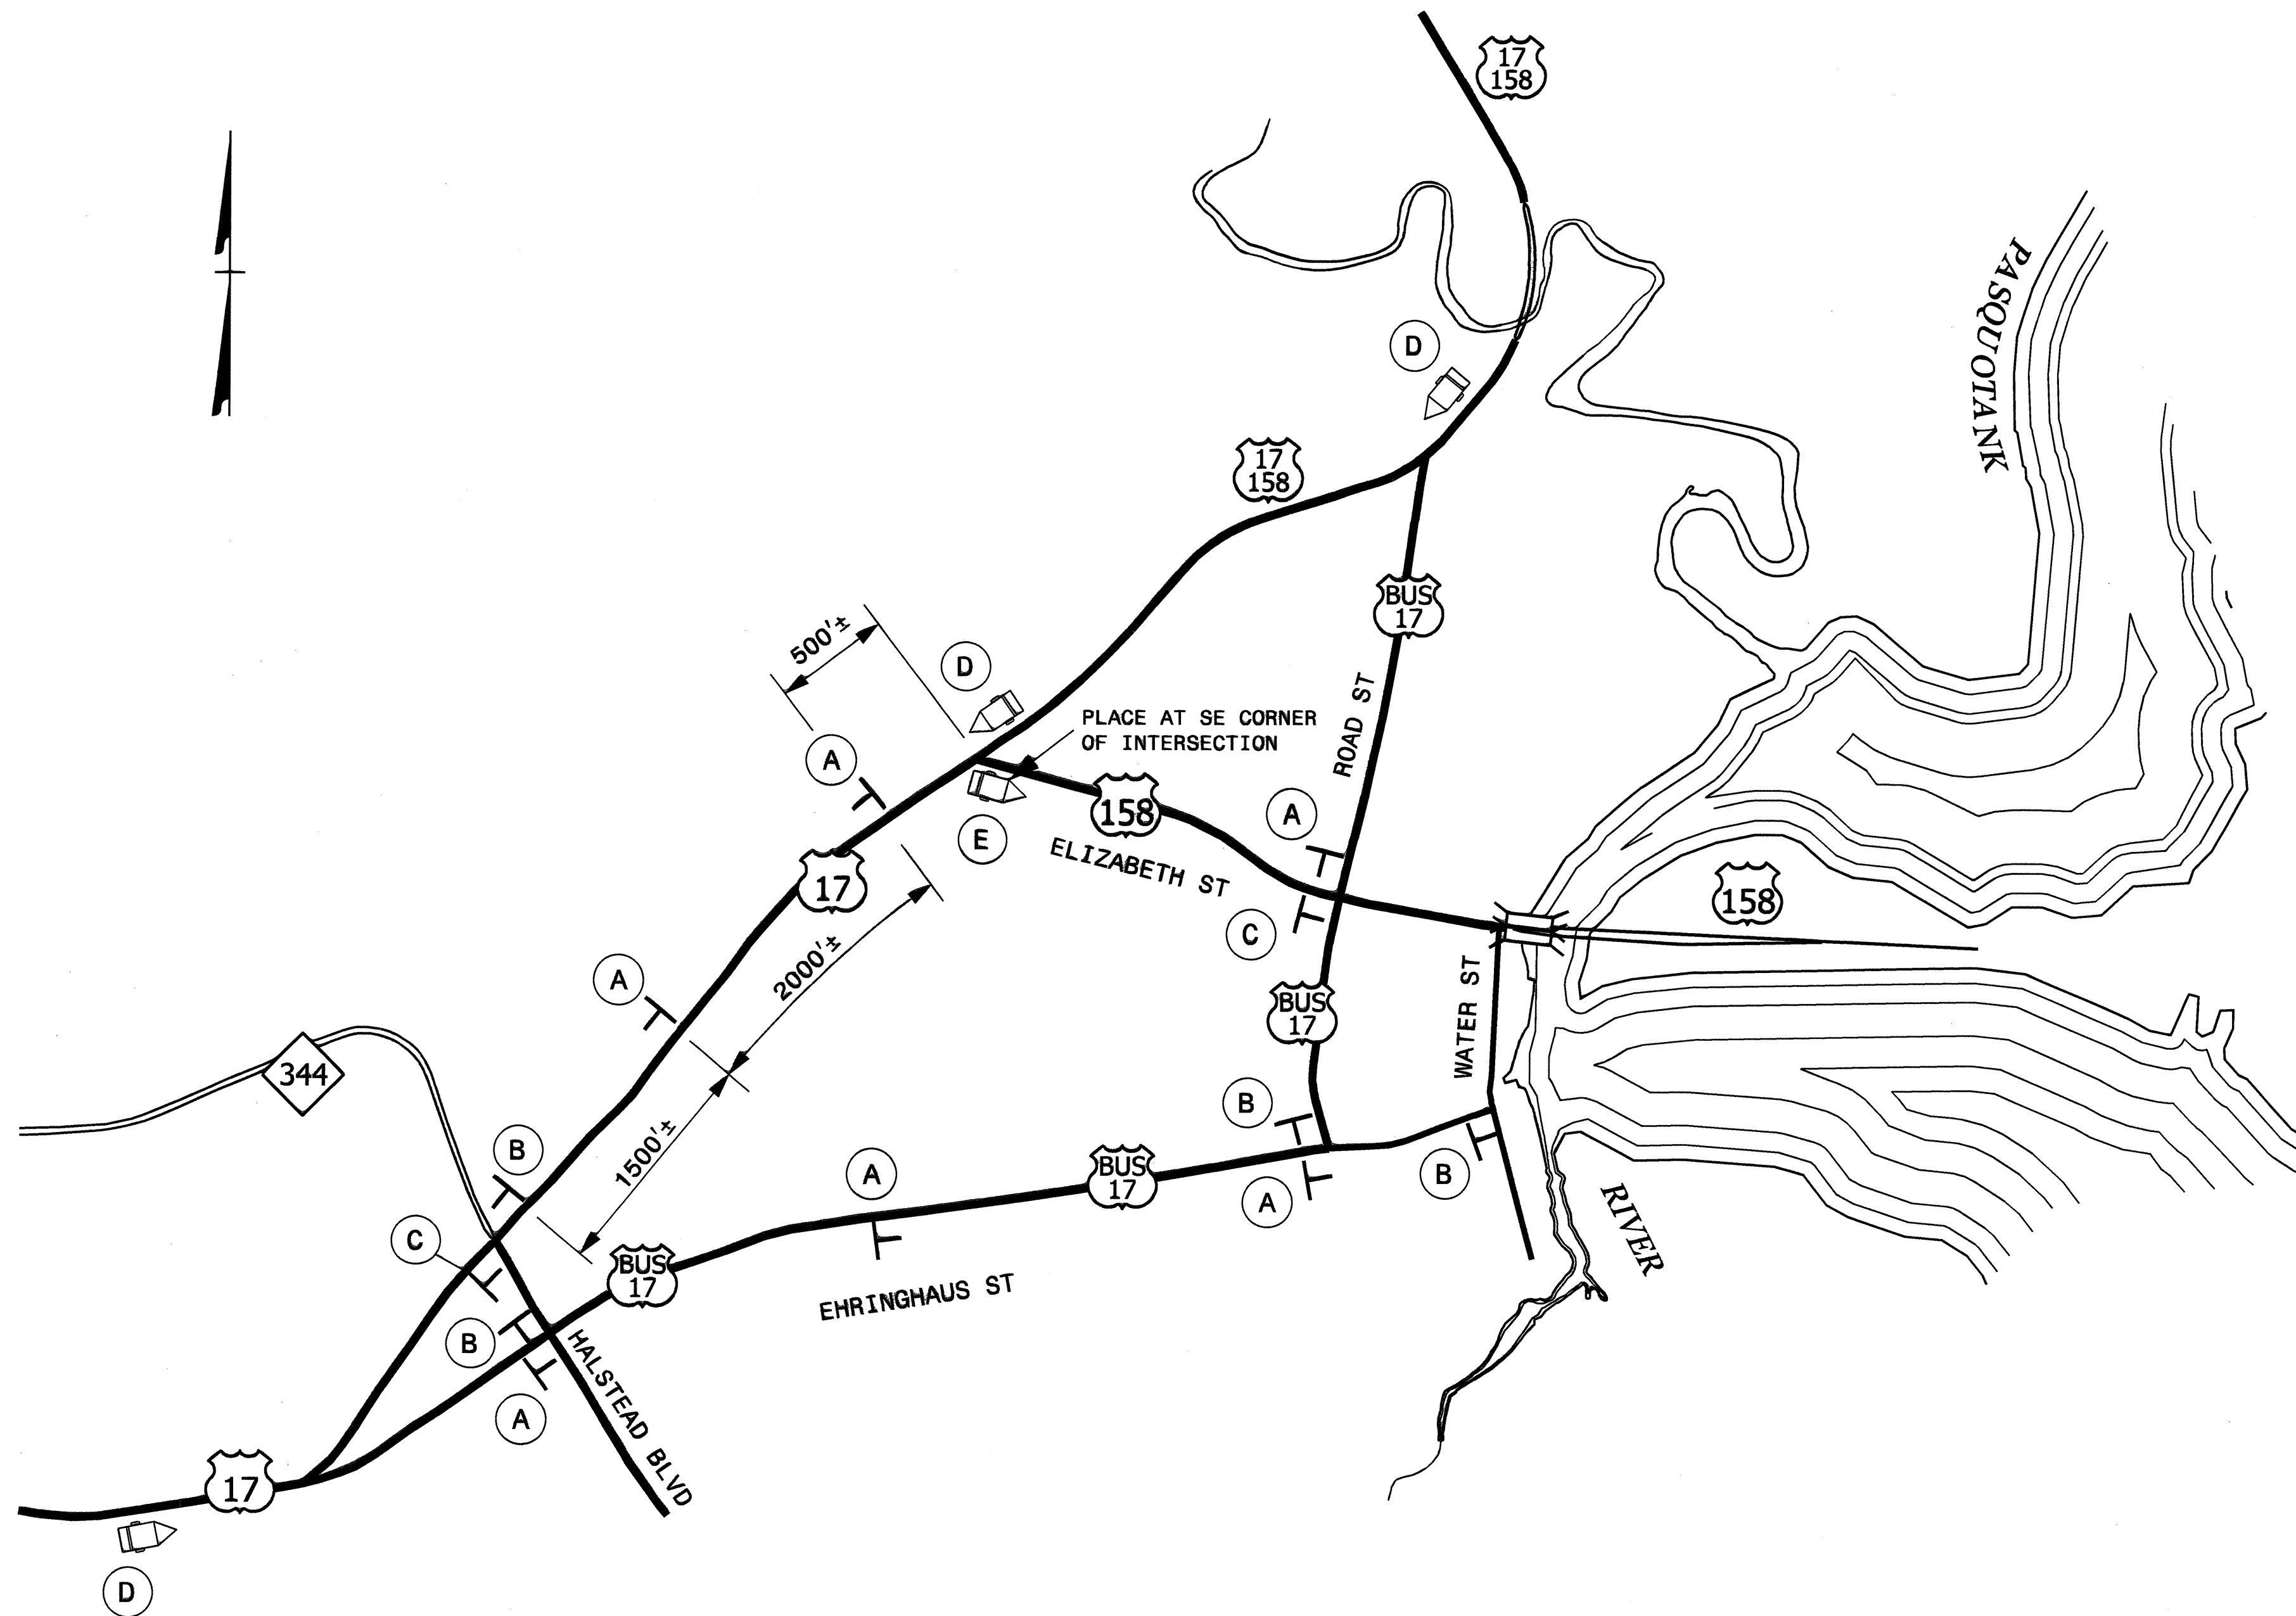 17
158
PASQUOTANK
D
17
158
BUS
17
500'±
D
PLACE AT SE CORNER
OF INTERSECTION
ROAD ST
A
158
A
E
ELIZABETH ST
17
158
C
2000'±
A
WATER ST
BUS
17
344
B
1500'±
B
A
BUS
17
B
A
RIVER
C
BUS
17
EHRINGHAUS ST
B
HALSTEAD BLVD
A
17
D